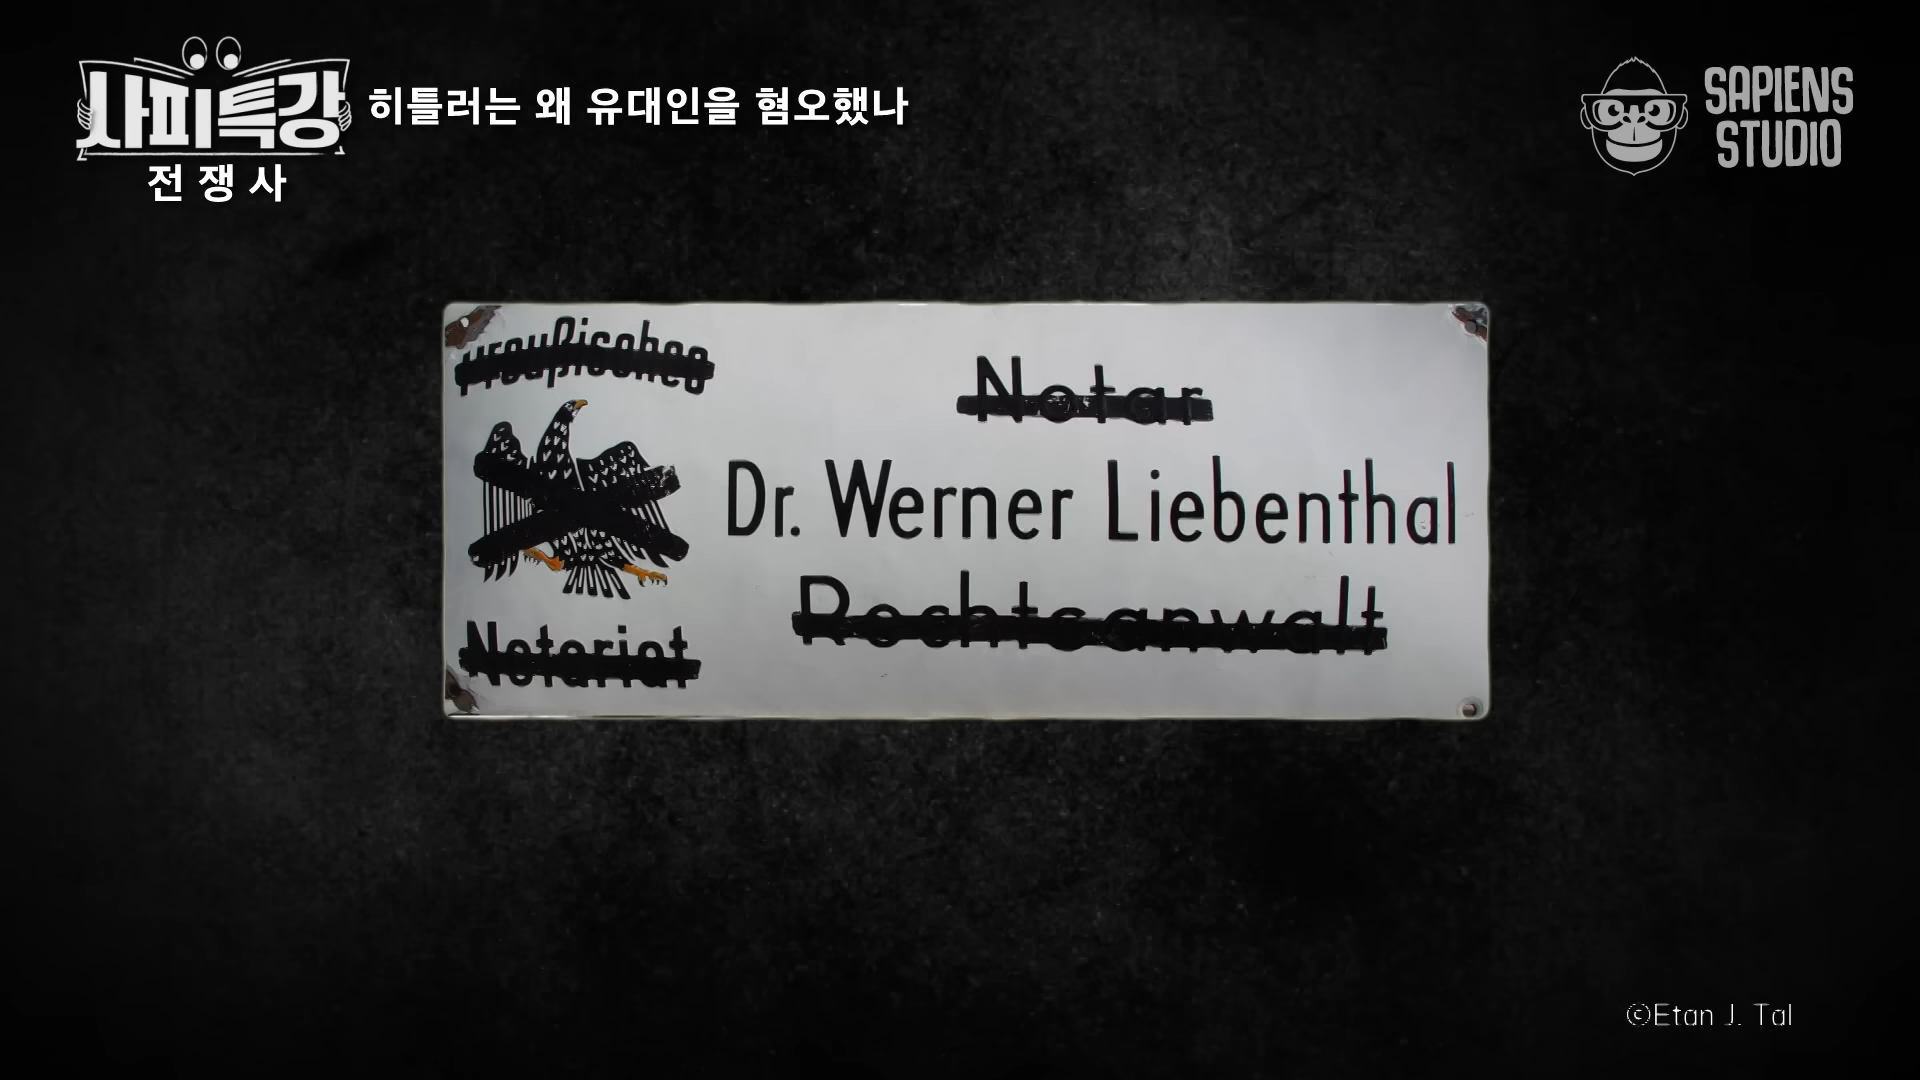 사피특강
전쟁사
히틀러는 왜 유대인을 혐오했나
SAPIENS
STUDIO
preußisches
Notariat
Notar
Dr. Werner Liebenthal
Rechtsanwalt
©Etan J. Tal